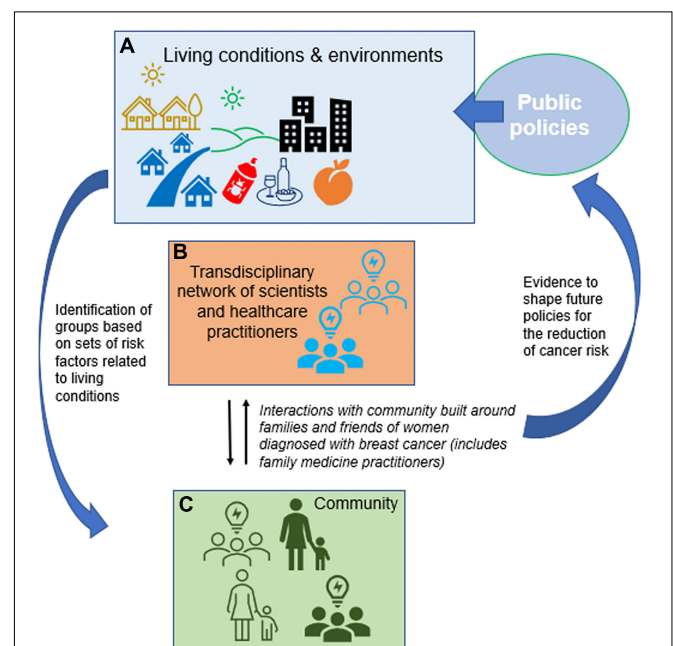 A
Living conditions & environments
Public
policies
B
Transdisciplinary
network of scientists
and healthcare
practitioners
Identification of
groups based
on sets of risk
factors related
to living
conditions
Evidence to
shape future
policies for
the reduction
of cancer risk
Interactions with community built around
families and friends of women
diagnosed with breast cancer (includes
family medicine practitioners)
C
Community